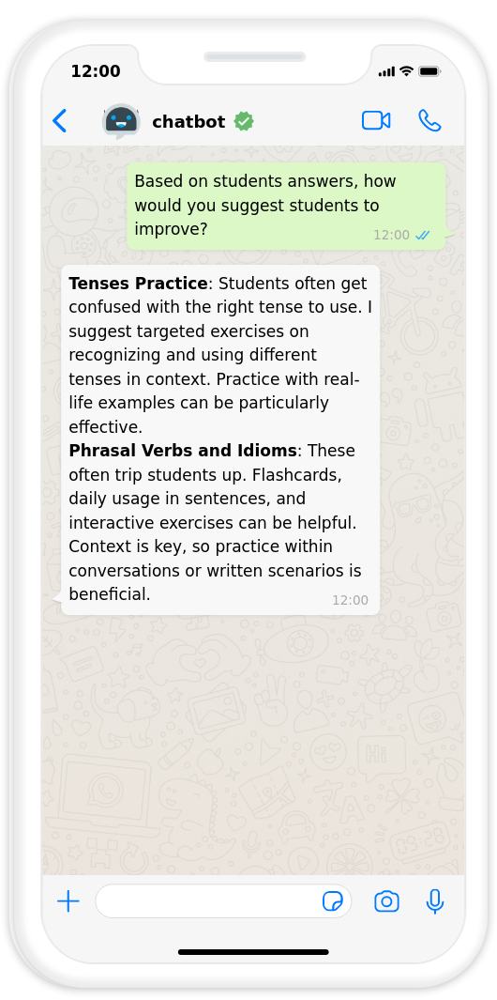 12:00
chatbot
Based on students answers, how
would you suggest students to
improve?
12:00
Tenses Practice: Students often get
confused with the right tense to use. I
suggest targeted exercises on
recognizing and using different
tenses in context. Practice with real-
life examples can be particularly
effective.
Phrasal Verbs and Idioms: These
often trip students up. Flashcards,
daily usage in sentences, and
interactive exercises can be helpful.
Context is key, so practice within
conversations or written scenarios is
beneficial.
12:00
Hi
05:28